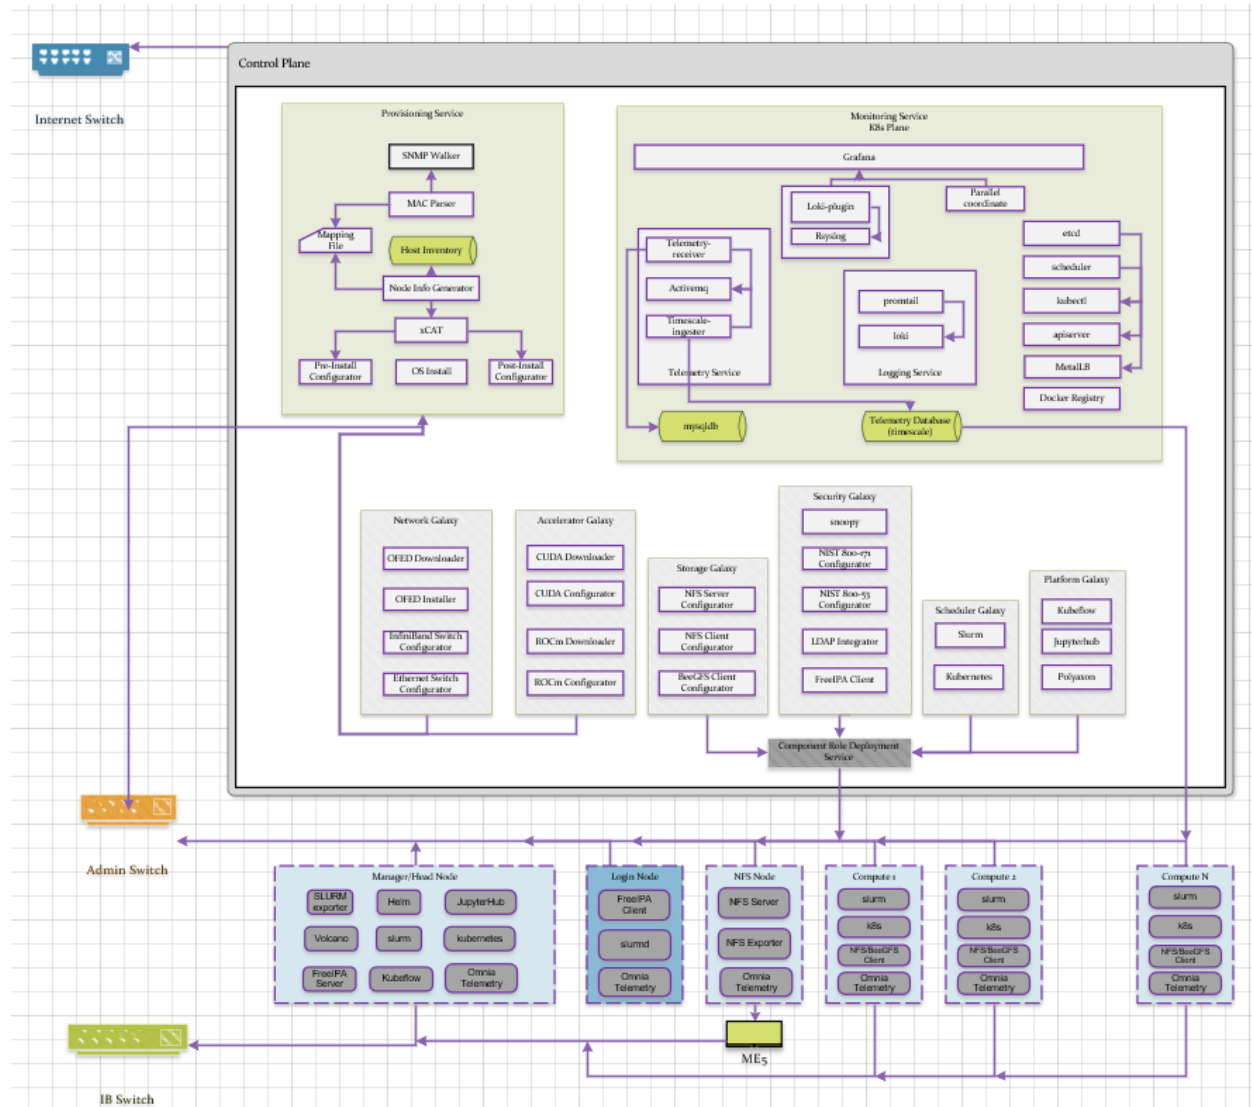 Internet Switch
Control Plane
Provisioning Service
SNMP Walker
MAC Parser
Mapping
File
Host Inventory
Node Info Generator
xCAT
Pre-Install
Configurator
OS Install
Post-Install
Configurator
Monitoring Service
K8s Plane
Grafana
Loki-plugin
Rsyslog
Parallel
coordinate
Telemetry-
receiver
Activemq
Timescale-
ingester
Telemetry Service
promtail
loki
Logging Service
etcd
scheduler
kubectl
apiserver
MetalLB
Docker Registry
mysqldb
Telemetry Database
(timescale)
Network Galaxy
OFED Downloader
OFED Installer
InfiniBand Switch
Configurator
Ethernet Switch
Configurator
Accelerator Galaxy
CUDA Downloader
CUDA Configurator
ROCm Downloader
ROCm Configurator
Storage Galaxy
NFS Server
Configurator
NFS Client
Configurator
BeeGFS Client
Configurator
Security Galaxy
snoopy
NIST 800-171
Configurator
NIST 800-53
Configurator
LDAP Integrator
FreeIPA Client
Scheduler Galaxy
Slurm
Kubernetes
Platform Galaxy
Kubeflow
Jupyterhub
Polyaxon
Component Role Deployment
Service
Admin Switch
Manager/Head Node
SLURM
exporter
Helm
JupyterHub
Volcano
slurm
kubernetes
FreeIPA
Server
Kubeflow
Omnia
Telemetry
Login Node
FreeIPA
Client
slurmd
Omnia
Telemetry
NFS Node
NFS Server
NFS Exporter
Omnia
Telemetry
Compute 1
slurm
k8s
NFS/BeeGFS
Client
Omnia
Telemetry
Compute 2
slurm
k8s
NFS/BeeGFS
Client
Omnia
Telemetry
Compute N
slurm
k8s
NFS/BeeGFS
Client
Omnia
Telemetry
ME5
IB Switch